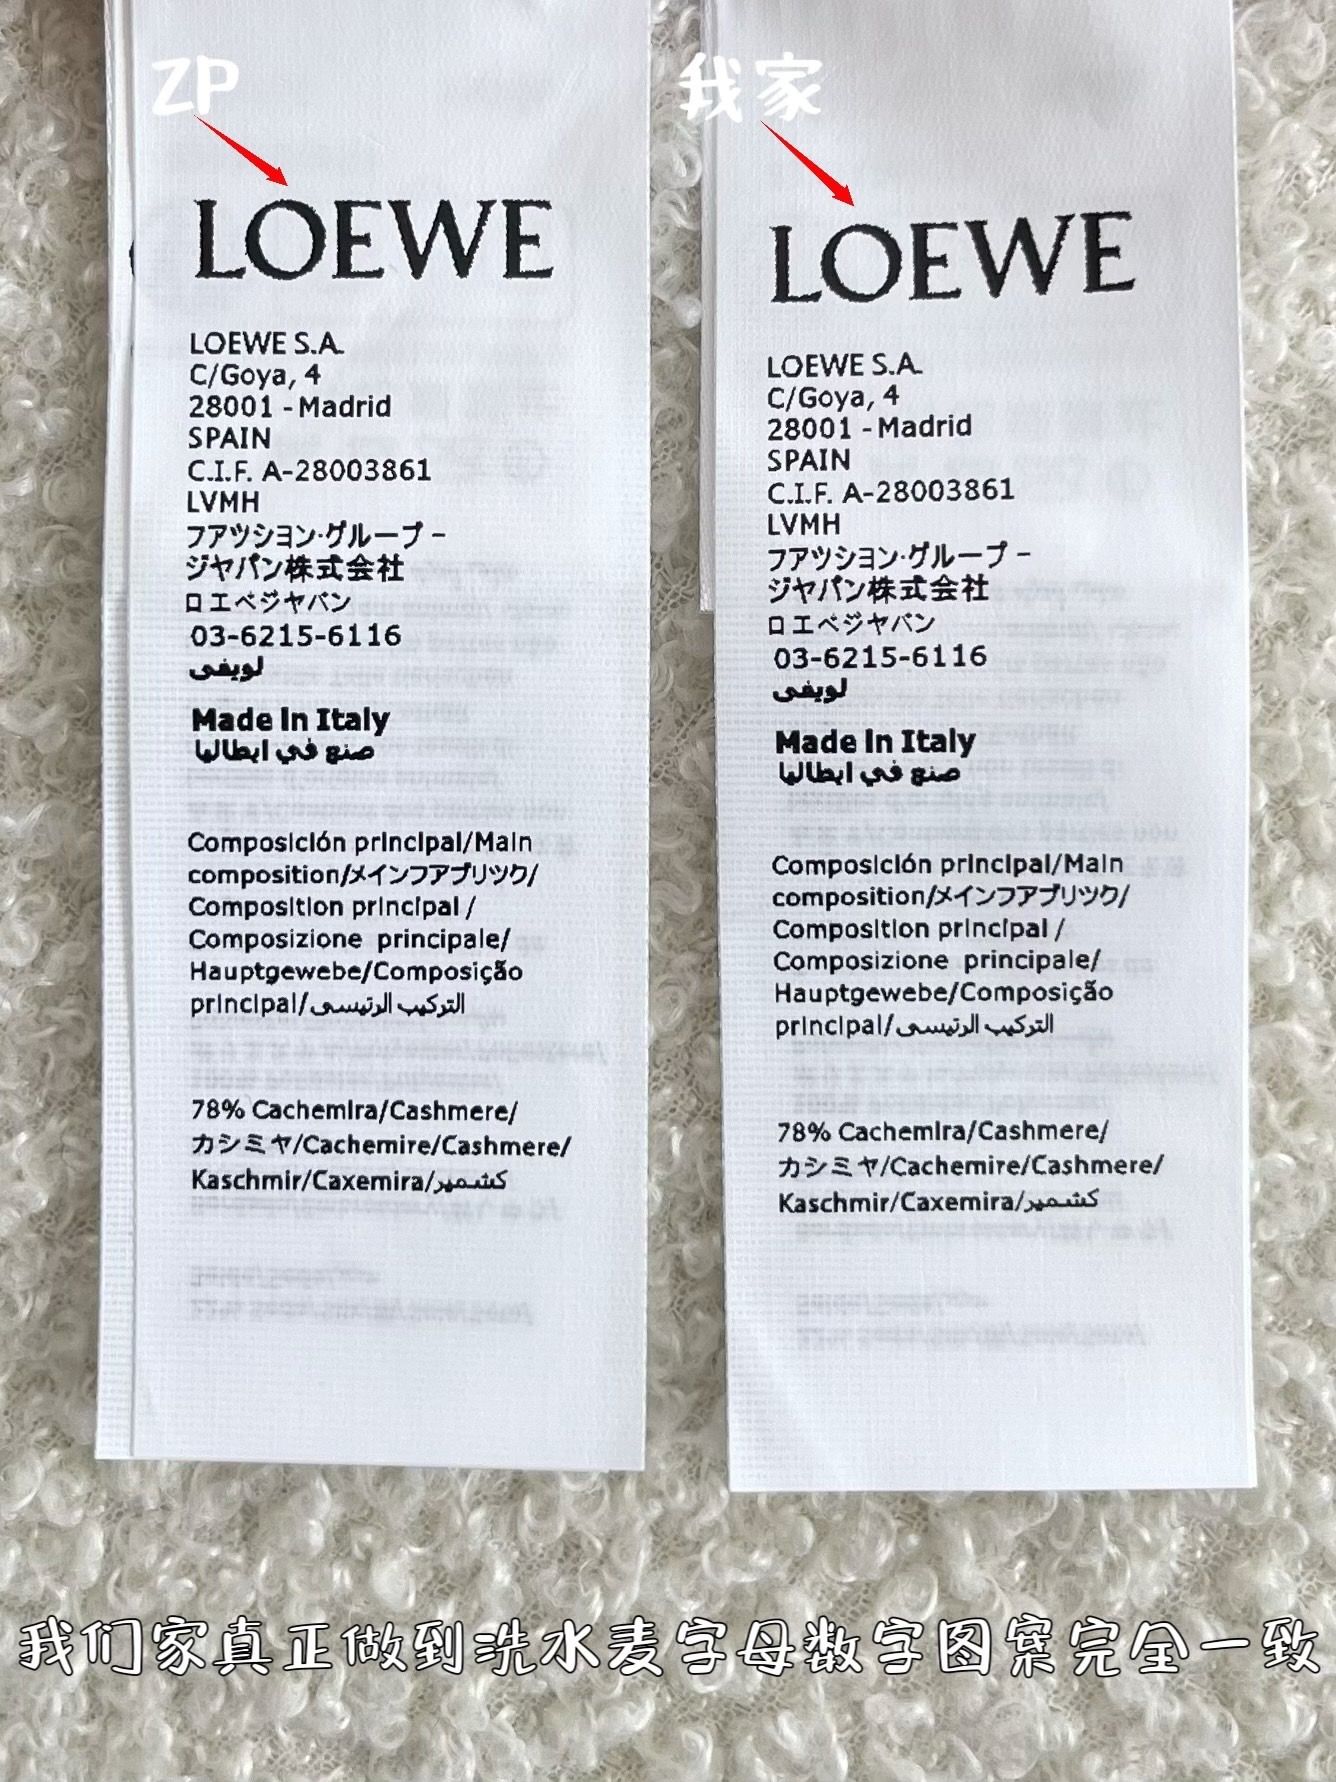 ZP
LOEWE
LOEWE S.A.
C/Goya, 4
28001 - Madrid
SPAIN
C.I.F. A-28003861
LVMH
フアツシヨン·グループ -
ジヤパン株式会社
ロエベジヤパン
03-6215-6116
لويفى
Made in Italy
صنع في ايطاليا
Composición principal/Main
composition/メインフアブリツク/
Composition principal /
Composizione principale/
Hauptgewebe/Composição
principal/التركيب الرئيسى
78% Cachemira/Cashmere/
カシミヤ/Cachemire/Cashmere/
Kaschmir/Caxemira/كشمير
我家
LOEWE
LOEWE S.A.
C/Goya, 4
28001 - Madrid
SPAIN
C.I.F. A-28003861
LVMH
フアツシヨン·グループ -
ジヤパン株式会社
ロエベジヤパン
03-6215-6116
لويفى
Made in Italy
صنع في ايطاليا
Composición principal/Main
composition/メインフアブリツク/
Composition principal /
Composizione principale/
Hauptgewebe/Composição
principal/التركيب الرئيسى
78% Cachemira/Cashmere/
カシミヤ/Cachemire/Cashmere/
Kaschmir/Caxemira/كشمير
我们家真正做到洗水麦字母数字图案完全一致